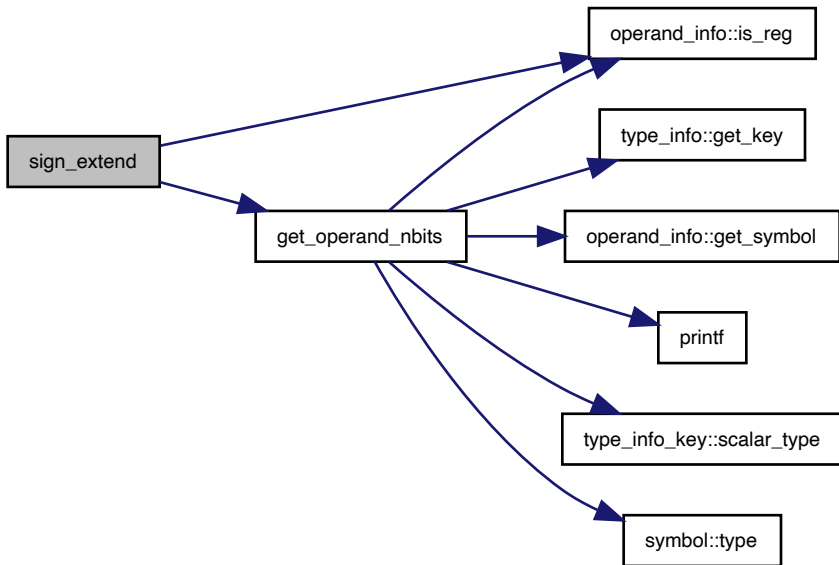 operand_info::is_reg
type_info::get_key
sign_extend
get_operand_nbits
operand_info::get_symbol
printf
type_info_key::scalar_type
symbol::type